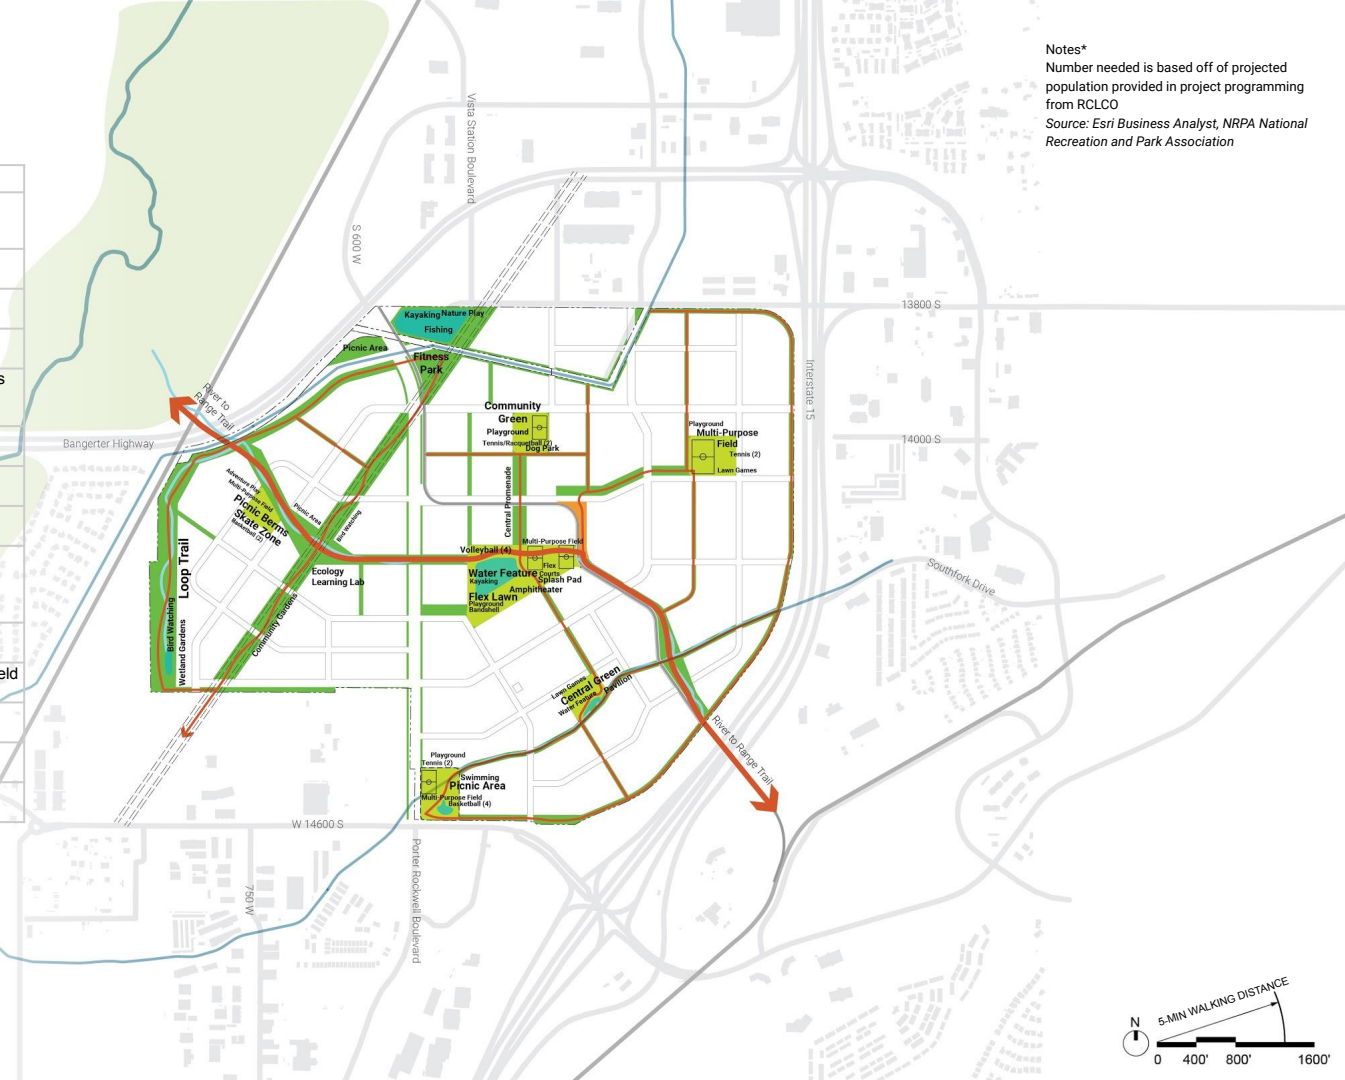 Notes*
Number needed is based off of projected
population provided in project programming
from RCLCO
Source: Esri Business Analyst, NRPA National
Recreation and Park Association
Vista Station Boulevard
S 600 W
13800 S
Interstate 15
14000 S
Bangerter Highway
River to
Range Trail
Kayaking
Nature Play
Fishing
Picnic Area
Fitness
Park
Community
Green
Playground
Tennis/Racquetball (2)
Dog Park
Playground
Multi-Purpose
Field
Tennis (2)
Lawn Games
Central Promenade
Adventure Play
Multi-Purpose Field
Picnic Berms
Skate Zone
Basketball (2)
Picnic Area
Bird Watching
Loop Trail
Ecology
Learning Lab
Volleyball (4)
Multi-Purpose Field
Flex
Courts
Water Feature
Kayaking
Splash Pad
Amphitheater
Flex Lawn
Playground
Bandshell
Southfork Drive
Bird Watching
Wetland Gardens
Community Gardens
Lawn Games
Central Green
Water Feature
Pavilion
River to Range Trail
s
eld
Playground
Tennis (2)
Swimming
Picnic Area
Multi-Purpose Field
Basketball (4)
W 14600 S
750 W
Porter Rockwell Boulevard
5-MIN WALKING DISTANCE
N
0 400' 800' 1600'